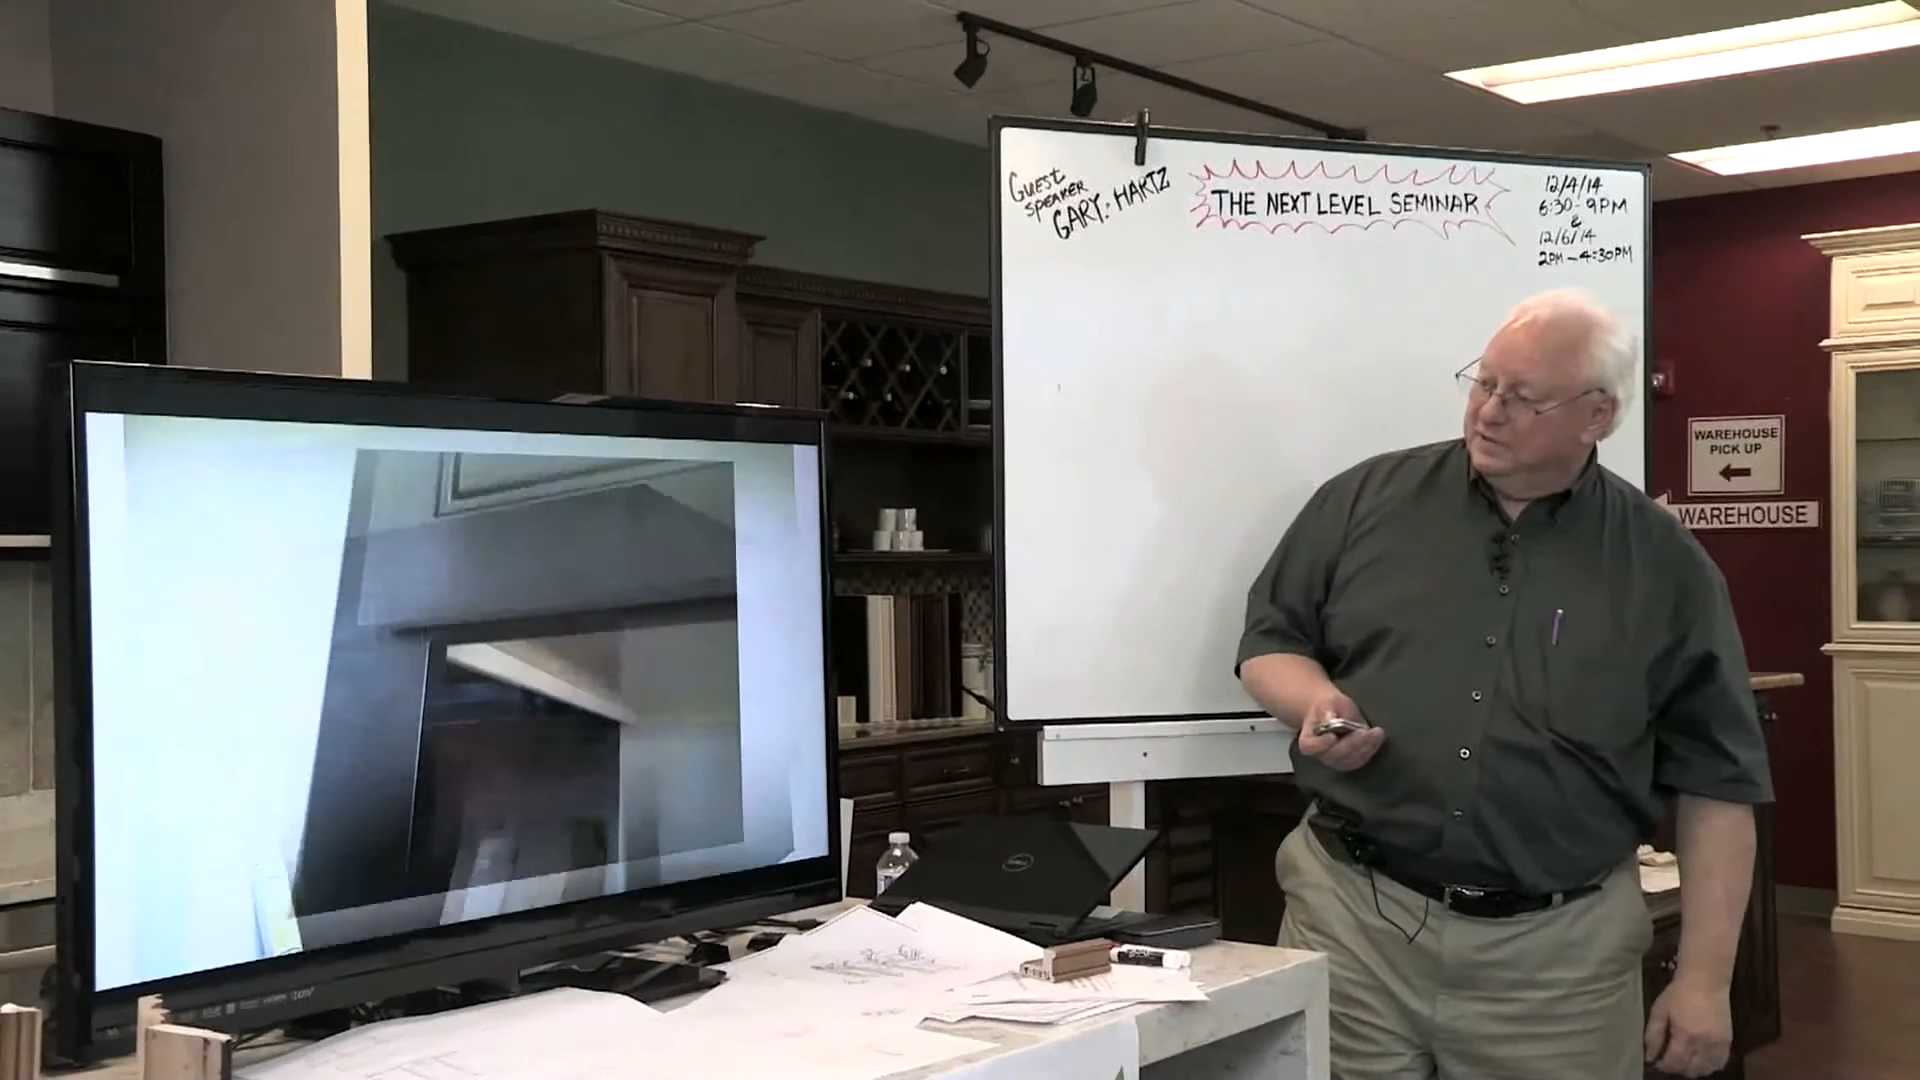 GUEST
SPEAKER
GARY: HARTZ
THE NEXT LEVEL SEMINAR
12/4/14
6:30-9PM
&
12/6/14
2PM-4:30PM
WAREHOUSE
PICK UP
WAREHOUSE
DELL